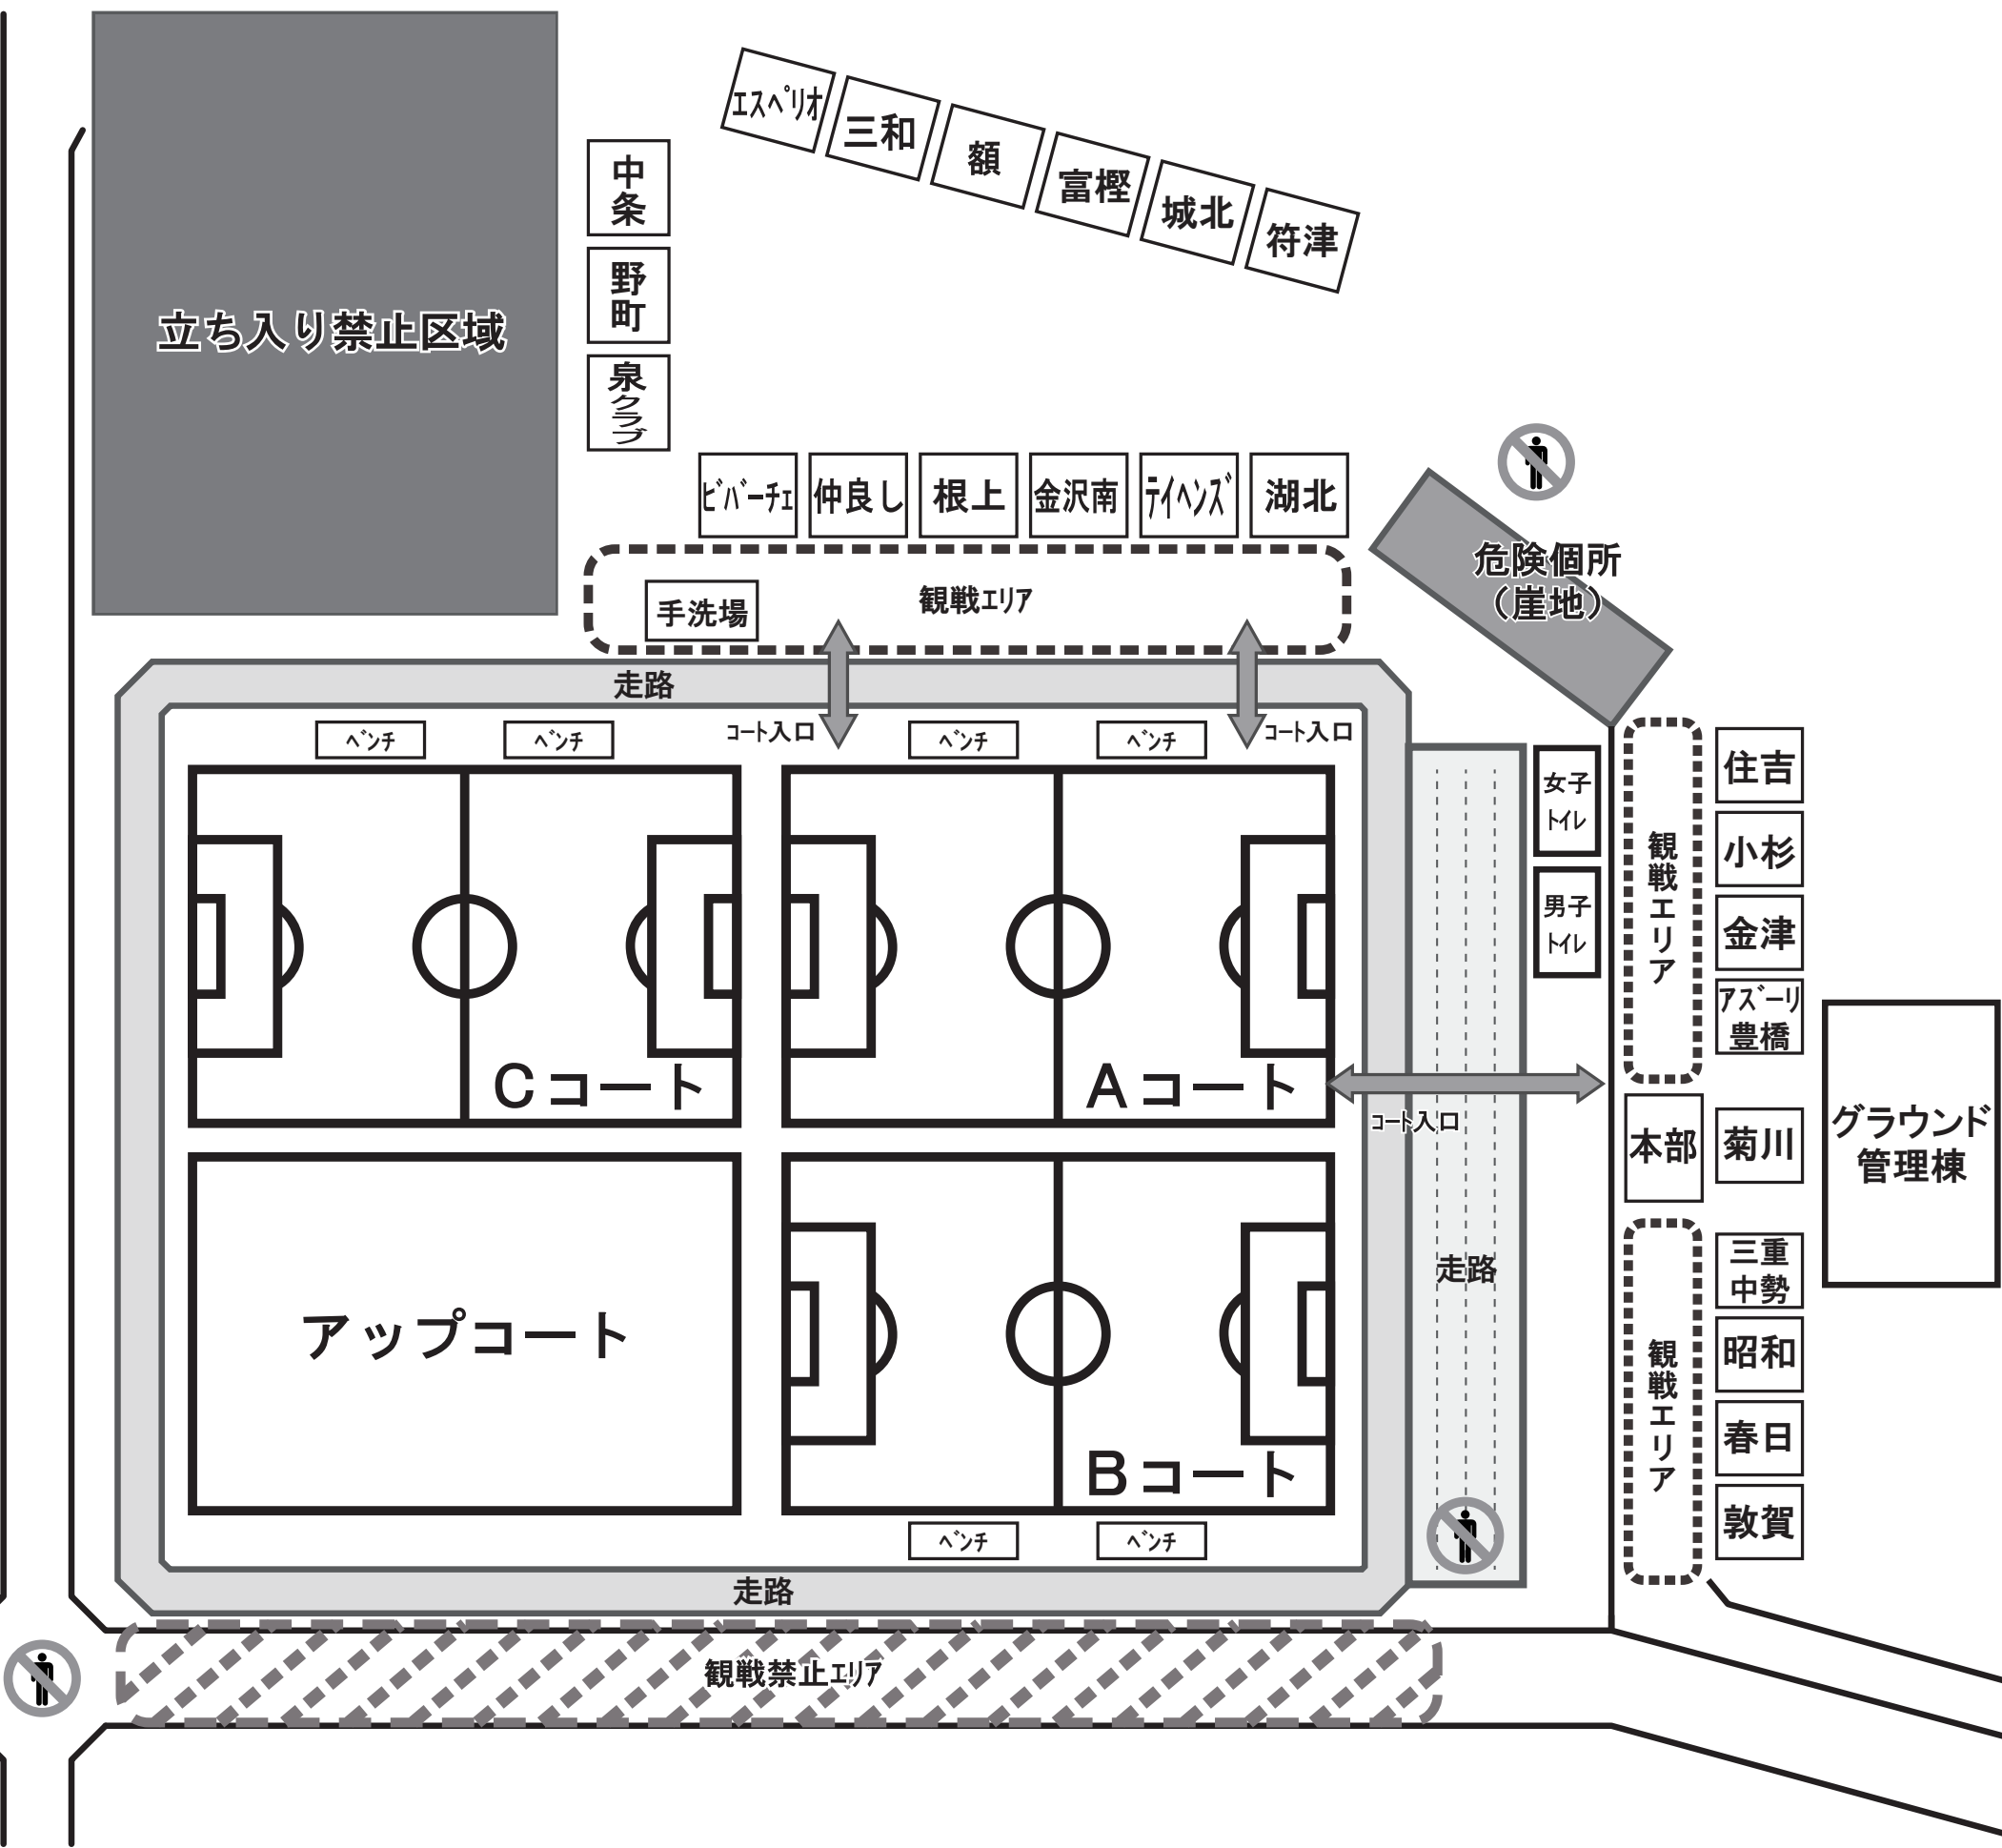 エスペリオ
三和
額
富樫
城北
符津
中条
野町
泉クラブ
立ち入り禁止区域
ビバーチェ
仲良し
根上
金沢南
テイヘンズ
湖北
危険個所
（崖地）
手洗場
観戦エリア
走路
コート入口
コート入口
ベンチ
ベンチ
ベンチ
ベンチ
女子
トイレ
男子
トイレ
観戦エリア
住吉
小杉
金津
アズーリ
豊橋
Cコート
Aコート
コート入口
本部
菊川
グラウンド
管理棟
アップコート
Bコート
走路
観戦エリア
三重
中勢
昭和
春日
敦賀
ベンチ
ベンチ
走路
観戦禁止エリア